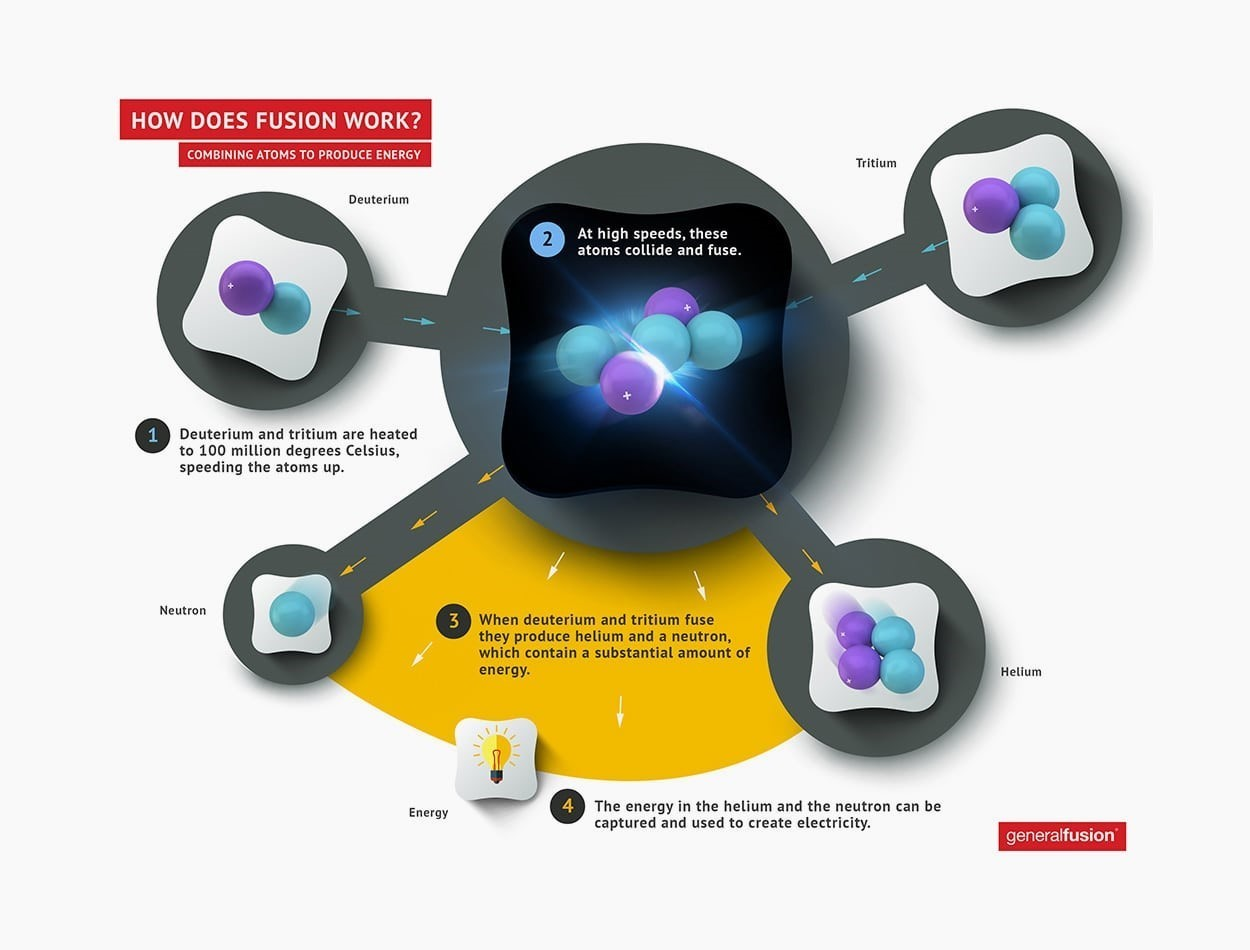 HOW DOES FUSION WORK?
COMBINING ATOMS TO PRODUCE ENERGY
Deuterium
Tritium
2
At high speeds, these
atoms collide and fuse.
+
+
+
+
1
Deuterium and tritium are heated
to 100 million degrees Celsius,
speeding the atoms up.
Neutron
3
When deuterium and tritium fuse
they produce helium and a neutron,
which contain a substantial amount of
energy.
+
+
Helium
Energy
4
The energy in the helium and the neutron can be
captured and used to create electricity.
generalfusion®